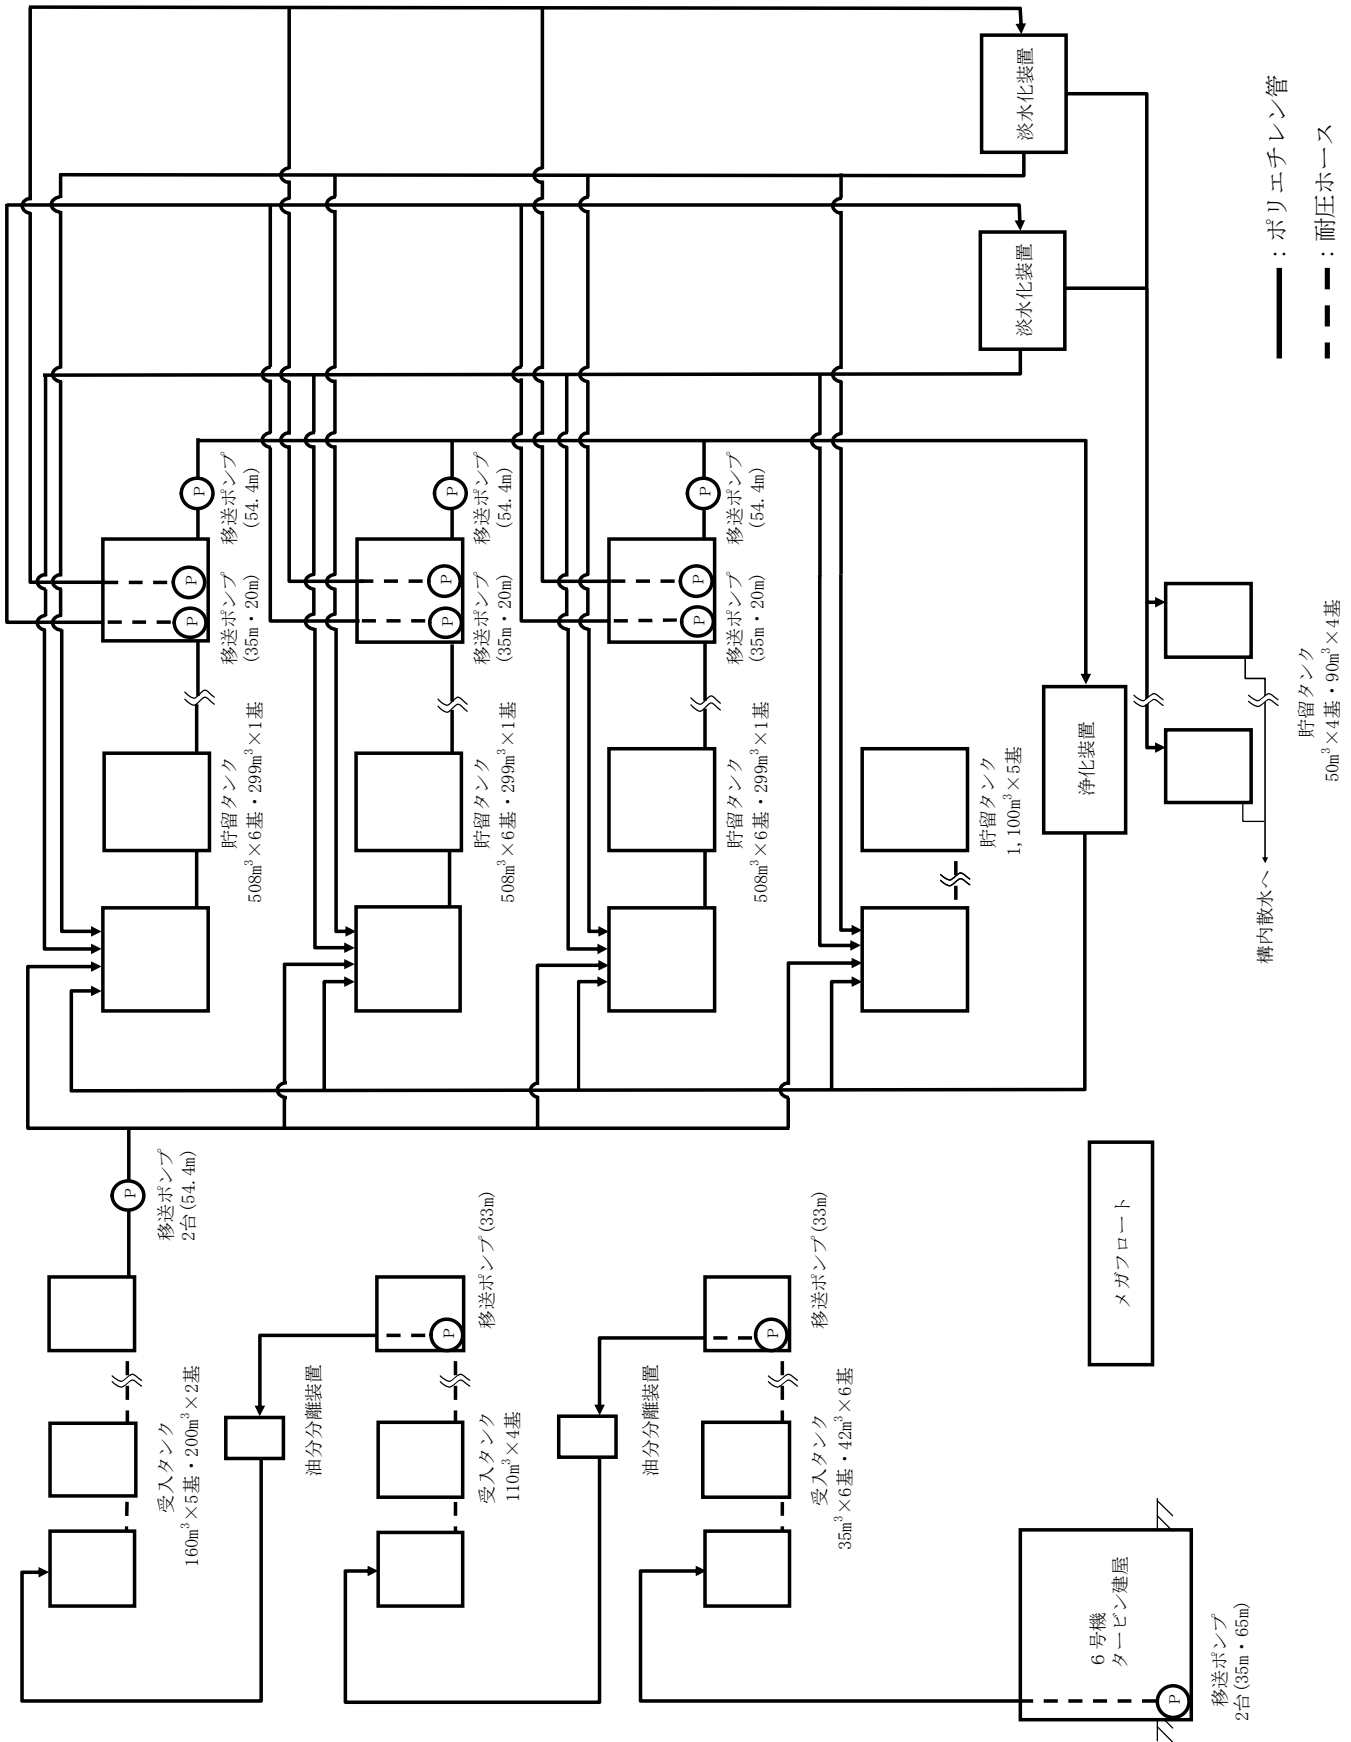 ６号機
タービン建屋
移送ポンプ
2台(35m・65m)
P
受入タンク
35m³×6基・42m³×6基
移送ポンプ(33m)
P
油分分離装置
受入タンク
110m³×4基
移送ポンプ(33m)
P
油分分離装置
受入タンク
160m³×5基・200m³×2基
移送ポンプ
2台(54.4m)
P
メガフロート
貯留タンク
508m³×6基・299m³×1基
移送ポンプ
(35m・20m)
P
P
移送ポンプ
(54.4m)
P
貯留タンク
508m³×6基・299m³×1基
移送ポンプ
(35m・20m)
P
P
移送ポンプ
(54.4m)
P
貯留タンク
508m³×6基・299m³×1基
移送ポンプ
(35m・20m)
P
P
移送ポンプ
(54.4m)
P
貯留タンク
1,100m³×5基
浄化装置
構内散水へ
貯留タンク
50m³×4基・90m³×4基
淡水化装置
淡水化装置
：ポリエチレン管
：耐圧ホース